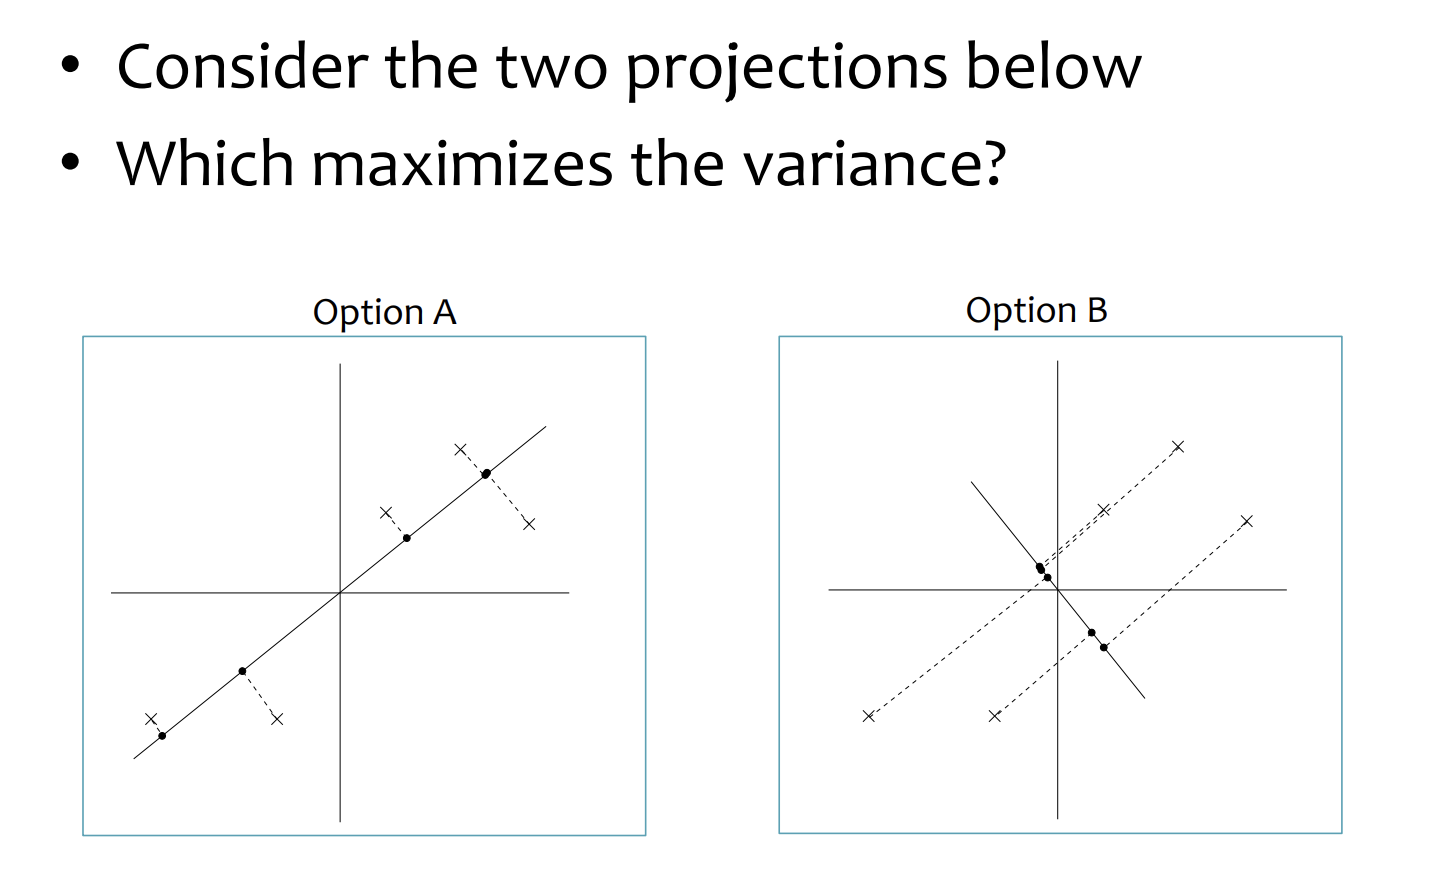 • Consider the two projections below
• Which maximizes the variance?
Option A
Option B